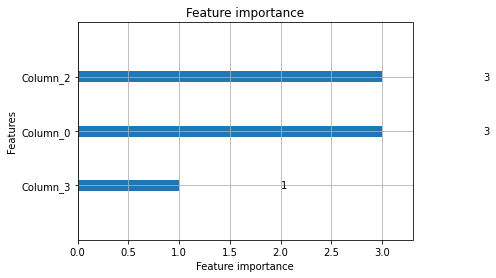 Feature importance
Column_2
3
Column_0
3
Column_3
1
Features
0.0 0.5 1.0 1.5 2.0 2.5 3.0
Feature importance